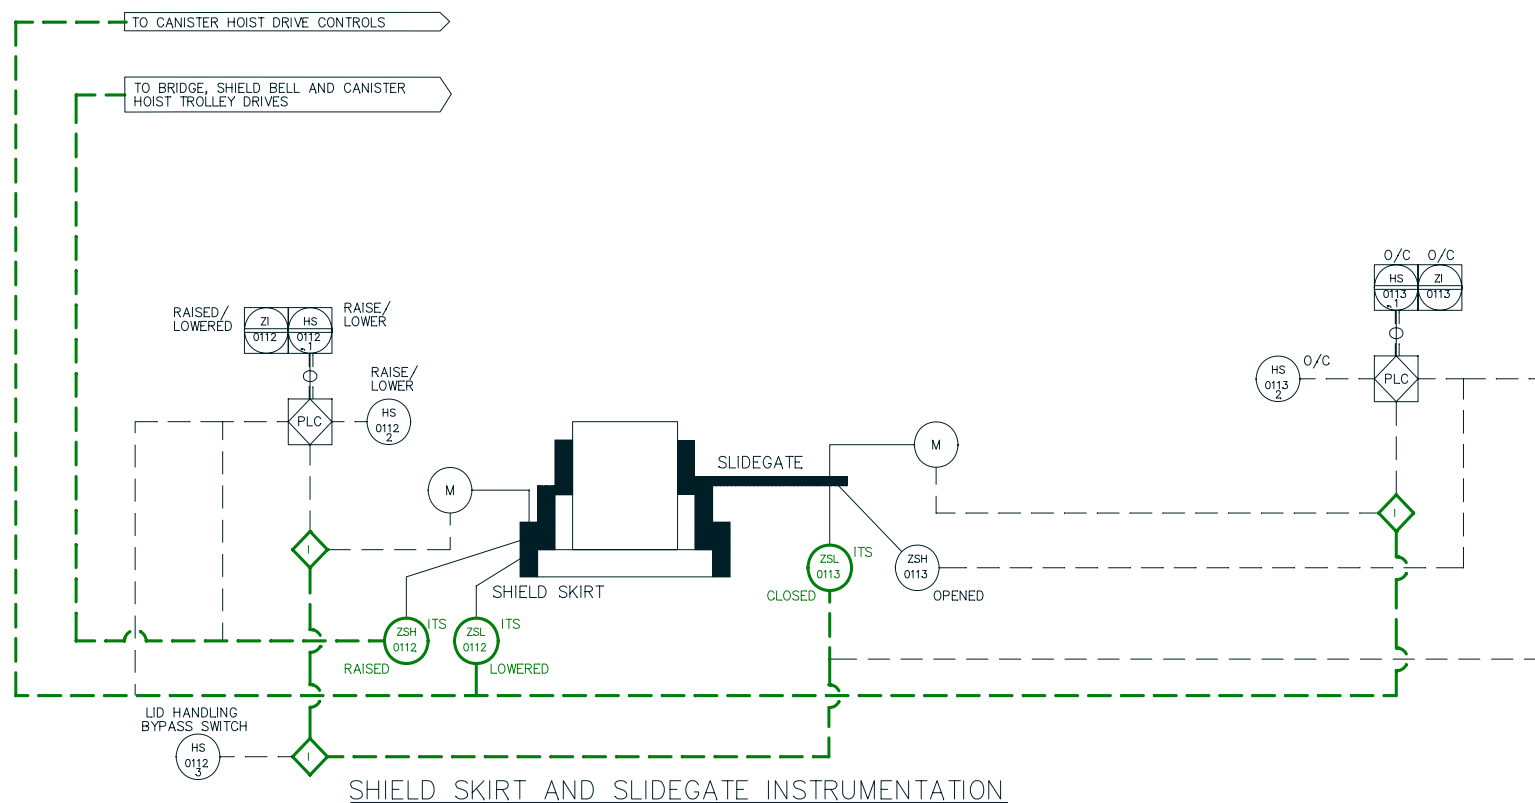 TO CANISTER HOIST DRIVE CONTROLS
TO BRIDGE, SHIELD BELL AND CANISTER
HOIST TROLLEY DRIVES
O/C O/C
HS
0113
1
ZI
0113
PLC
HS
0113
2
O/C
RAISED/
LOWERED
ZI
0112
HS
0112
1
RAISE/
LOWER
RAISE/
LOWER
PLC
HS
0112
2
M
SLIDEGATE
M
I
I
ZSL
0113
ITS
CLOSED
ZSH
0113
OPENED
SHIELD SKIRT
ZSH
0112
ITS
RAISED
ZSL
0112
ITS
LOWERED
LID HANDLING
BYPASS SWITCH
HS
0112
3
I
SHIELD SKIRT AND SLIDEGATE INSTRUMENTATION